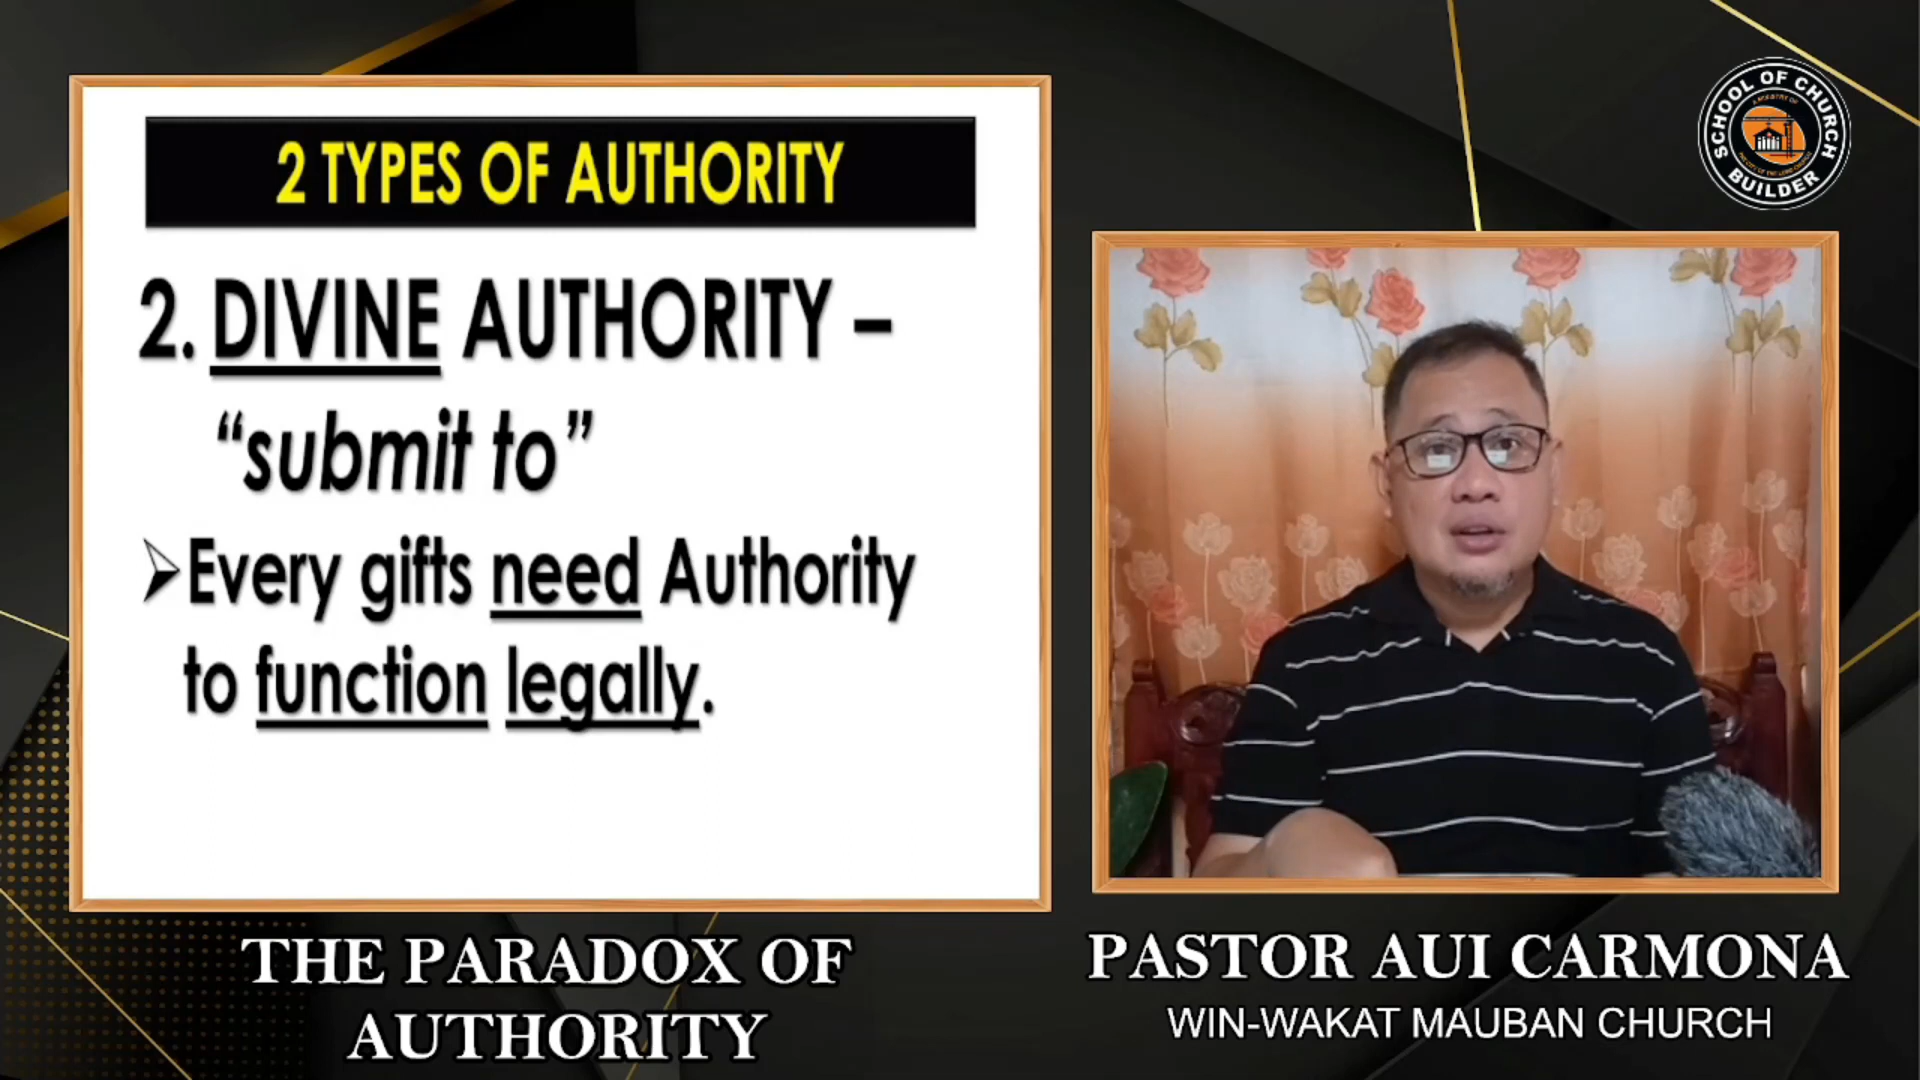 2 TYPES OF AUTHORITY
2. DIVINE AUTHORITY –
“submit to”
➢Every gifts need Authority
to function legally.
THE PARADOX OF
AUTHORITY
SCHOOL OF CHURCH
BUILDER
PASTOR AUI CARMONA
WIN-WAKAT MAUBAN CHURCH